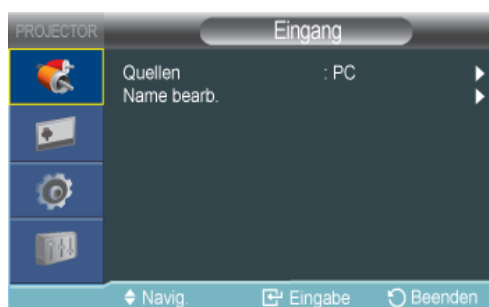 PROJECTOR Eingang
Quellen : PC
Name bearb.
Navig. Eingabe Beenden